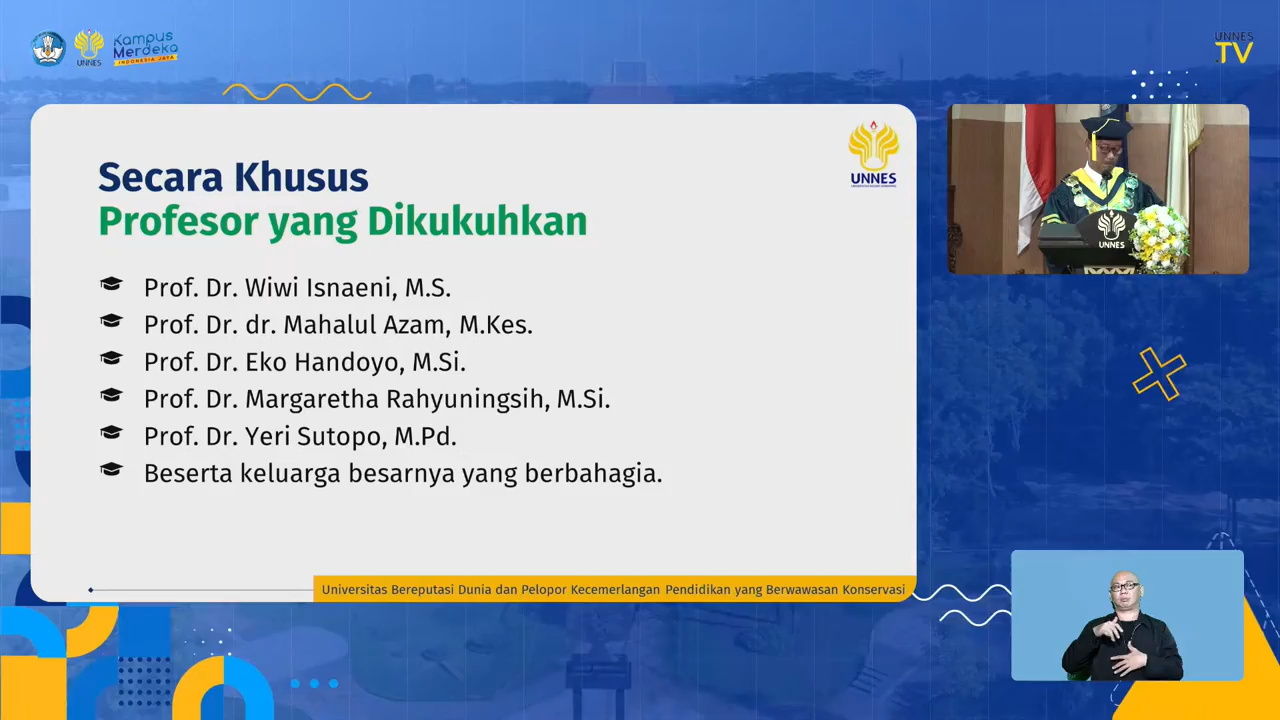 UNNES
Kampus
Merdeka
INDONESIA JAYA
UNNES
TV
Secara Khusus
Profesor yang Dikukuhkan
UNNES
Prof. Dr. Wiwi Isnaeni, M.S.
Prof. Dr. dr. Mahalul Azam, M.Kes.
Prof. Dr. Eko Handoyo, M.Si.
Prof. Dr. Margaretha Rahyuningsih, M.Si.
Prof. Dr. Yeri Sutopo, M.Pd.
Beserta keluarga besarnya yang berbahagia.
Universitas Bereputasi Dunia dan Pelopor Kecemerlangan Pendidikan yang Berwawasan Konservasi
UNNES